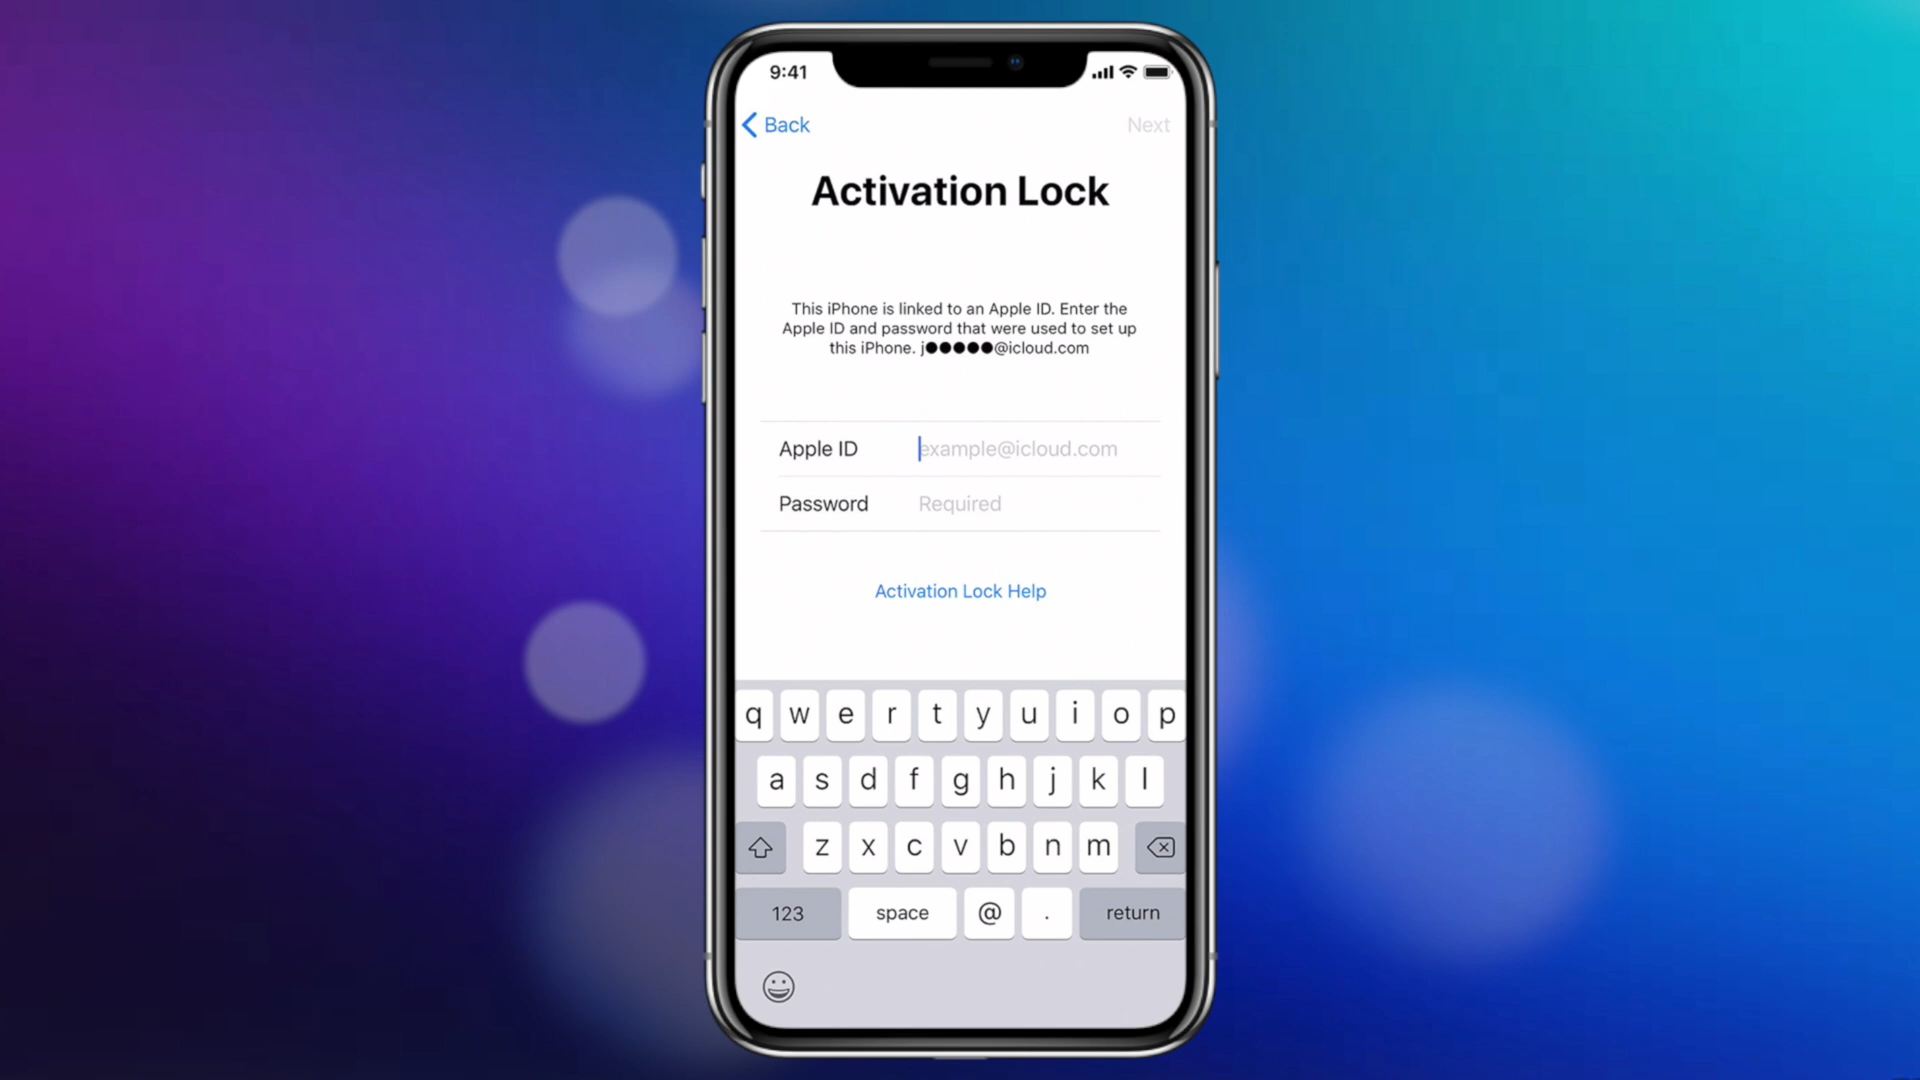 9:41
Back
Next
Activation Lock
This iPhone is linked to an Apple ID. Enter the
Apple ID and password that were used to set up
this iPhone. j●●●●●@icloud.com
Apple ID example@icloud.com
Password Required
Activation Lock Help
q w e r t y u i o p
a s d f g h j k l
z x c v b n m
123 space @ . return